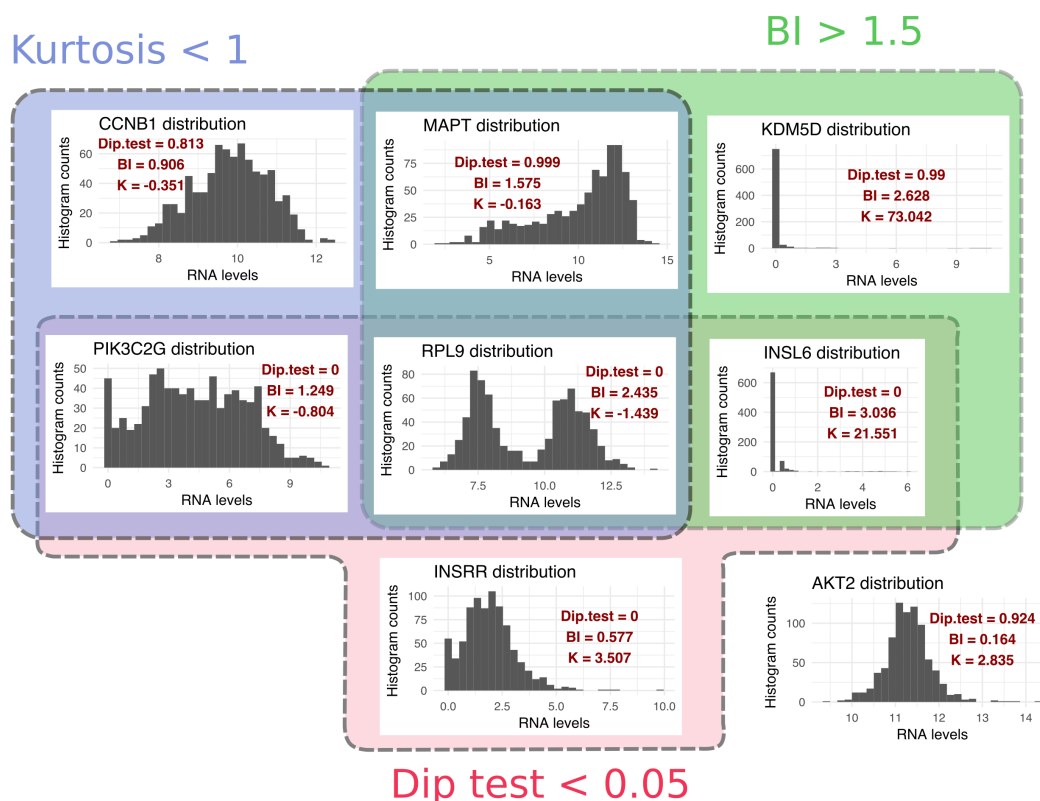 Kurtosis < 1
BI > 1.5
CCNB1 distribution
Dip.test = 0.813
BI = 0.906
K = -0.351
Histogram counts
60
40
20
0
8
10
12
RNA levels
MAPT distribution
Dip.test = 0.999
BI = 1.575
K = -0.163
Histogram counts
75
50
25
0
5
10
15
RNA levels
KDM5D distribution
Dip.test = 0.99
BI = 2.628
K = 73.042
Histogram counts
600
400
200
0
0
3
6
9
RNA levels
PIK3C2G distribution
Dip.test = 0
BI = 1.249
K = -0.804
Histogram counts
50
40
30
20
10
0
0
3
6
9
RNA levels
RPL9 distribution
Dip.test = 0
BI = 2.435
K = -1.439
Histogram counts
80
60
40
20
0
7.5
10.0
12.5
RNA levels
INSL6 distribution
Dip.test = 0
BI = 3.036
K = 21.551
Histogram counts
600
400
200
0
0
2
4
6
RNA levels
INSRR distribution
Dip.test = 0
BI = 0.577
K = 3.507
Histogram counts
100
75
50
25
0
0.0
2.5
5.0
7.5
10.0
RNA levels
AKT2 distribution
Dip.test = 0.924
BI = 0.164
K = 2.835
Histogram counts
100
50
0
10
11
12
13
14
RNA levels
Dip test < 0.05